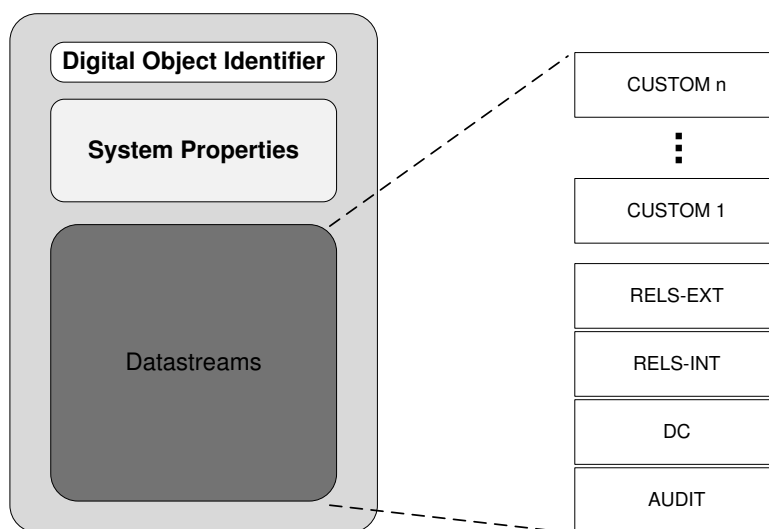 Digital Object Identifier
System Properties
Datastreams
CUSTOM n
CUSTOM 1
RELS-EXT
RELS-INT
DC
AUDIT